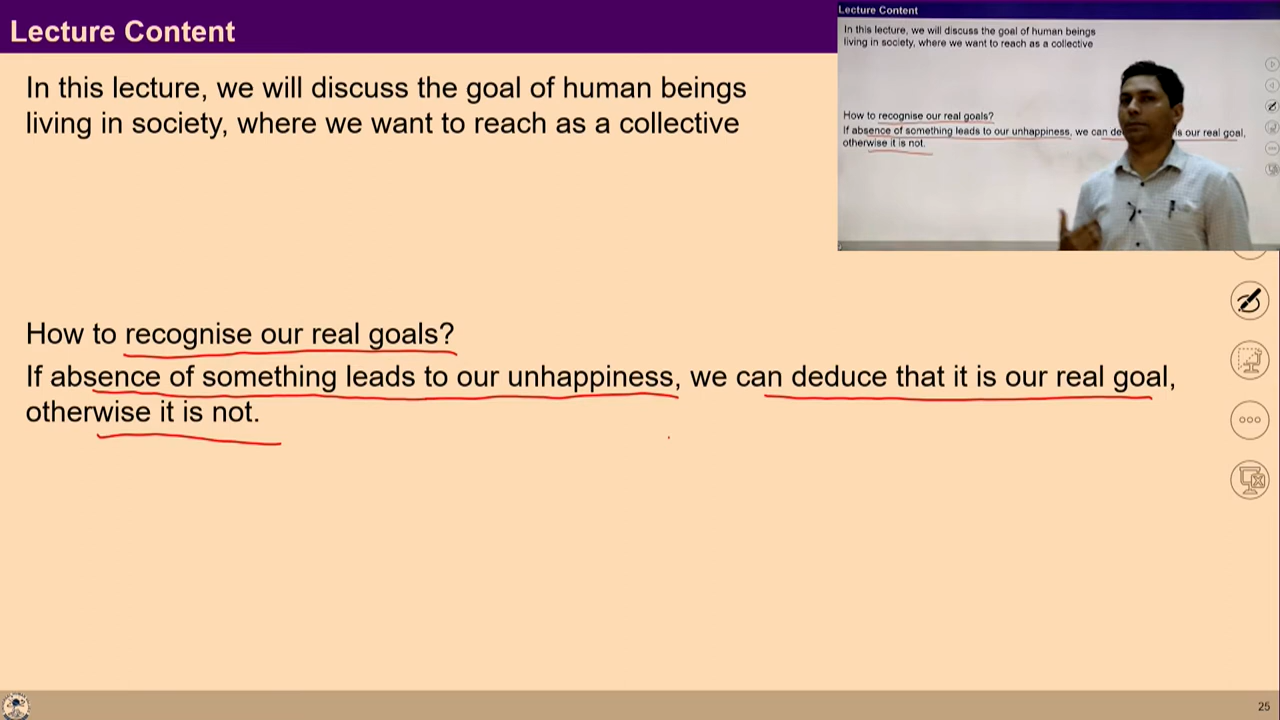 Lecture Content
In this lecture, we will discuss the goal of human beings
living in society, where we want to reach as a collective
How to recognise our real goals?
If absence of something leads to our unhappiness, we can deduce that it is our real goal,
otherwise it is not.
25
Lecture Content
In this lecture, we will discuss the goal of human beings
living in society, where we want to reach as a collective
How to recognise our real goals?
If absence of something leads to our unhappiness, we can de is our real goal,
otherwise it is not.